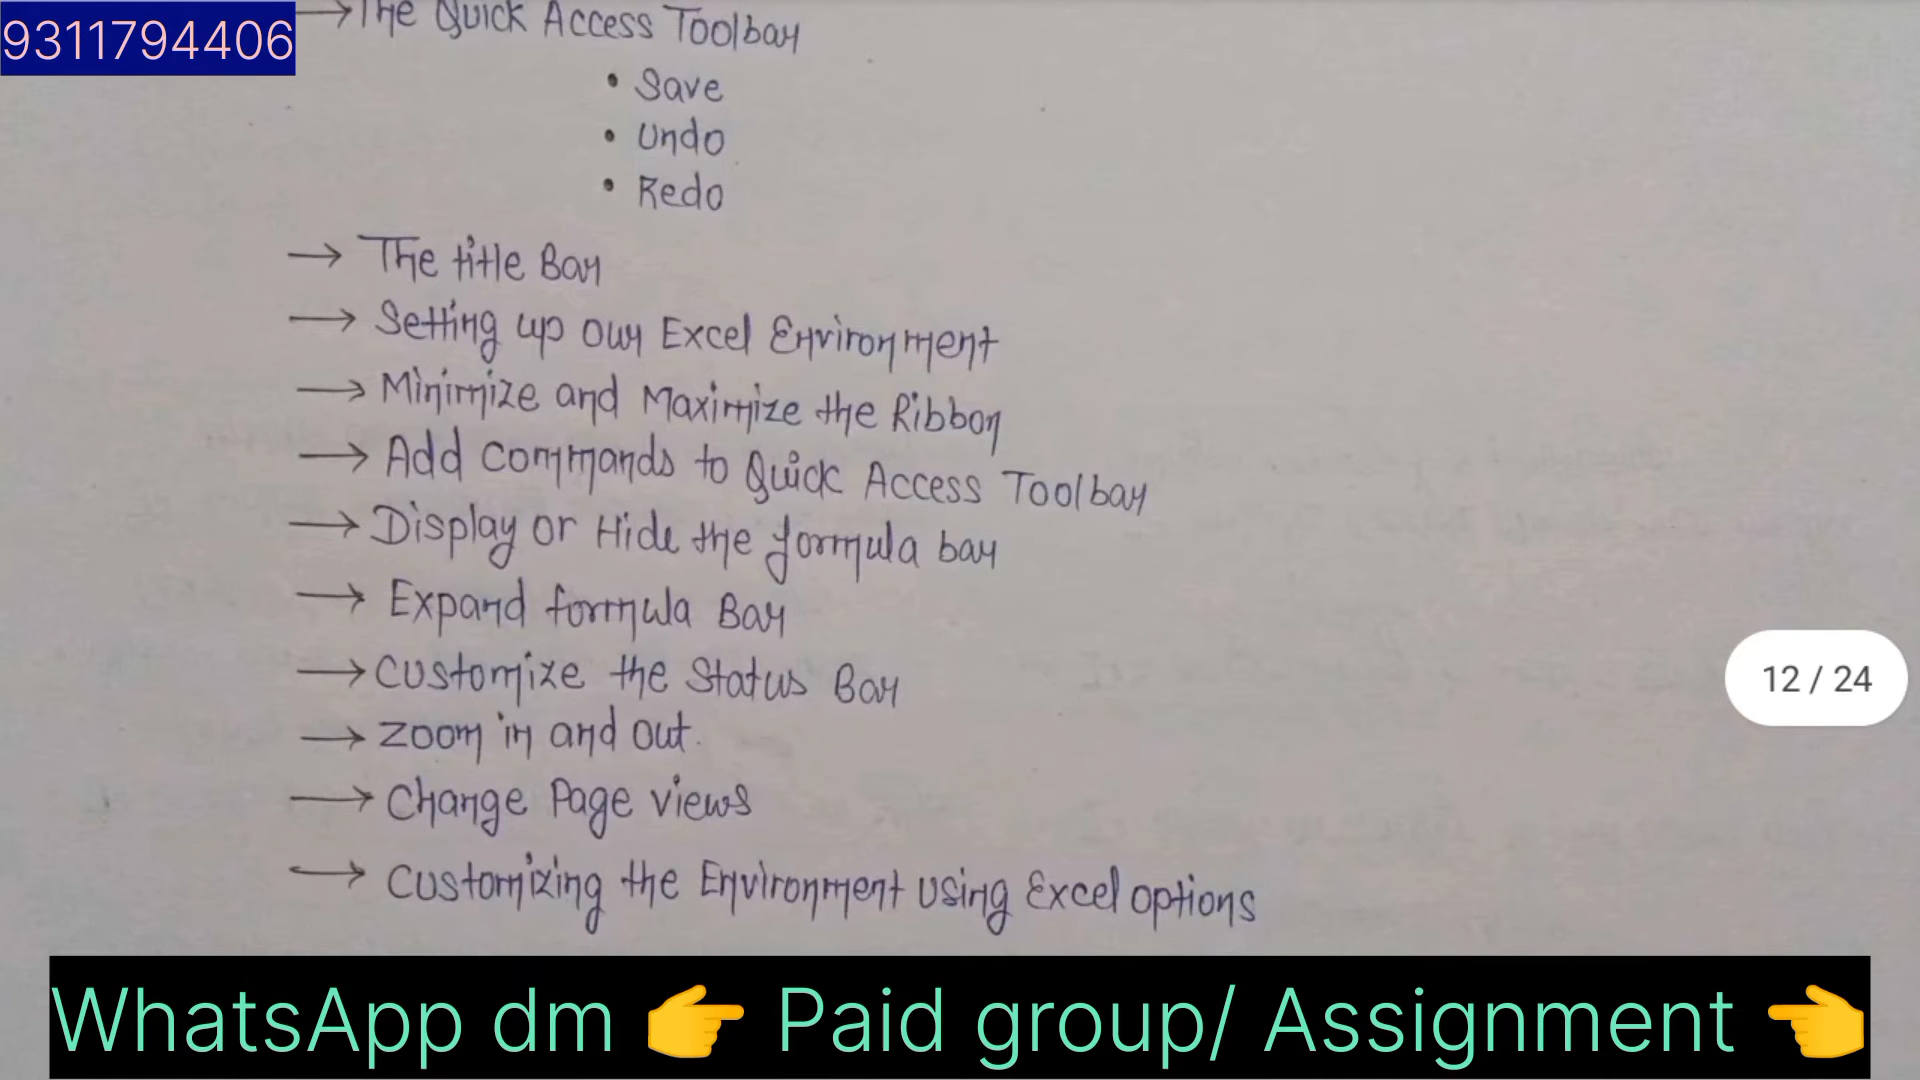 9311794406
→ The Quick Access Toolbar
• Save
• Undo
• Redo
→ The title Bar
→ Setting up our Excel Environment
→ Minimize and Maximize the Ribbon
→ Add commands to Quick Access Toolbar
→ Display or Hide the formula bar
→ Expand formula Bar
→ Customize the Status Bar
→ Zoom in and out
→ Change Page views
→ Customizing the Environment using Excel options
12 / 24
WhatsApp dm 👉 Paid group/ Assignment 👈